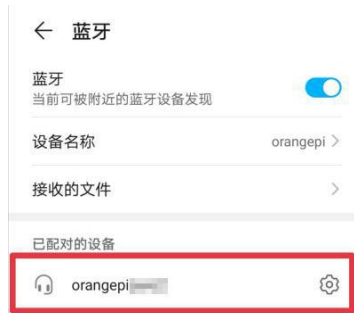 蓝牙
蓝牙
当前可被附近的蓝牙设备发现
设备名称 orangepi
接收的文件
已配对的设备
orangepi